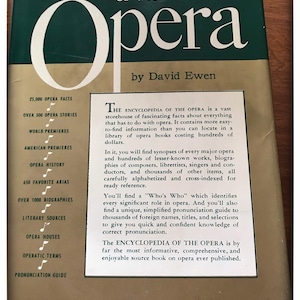 Opera
by David Ewen
25,000 OPERA FACTS
OVER 500 OPERA STORIES
WORLD PREMIERES
AMERICAN PREMIERES
OPERA HISTORY
650 FAVORITE ARIAS
OVER 1000 BIOGRAPHIES
LITERARY SOURCES
OPERA HOUSES
OPERATIC TERMS
PRONUNCIATION GUIDE
THE ENCYCLOPEDIA OF THE OPERA is a vast
storehouse of fascinating facts about everything
that has to do with opera. It contains more easy-
to-find information than you can locate in a
library of opera books costing hundreds of
dollars.
In it, you will find synopses of every major opera
and hundreds of lesser-known works, biogra-
phies of composers, librettists, singers and con-
ductors, and thousands of other items, all
carefully alphabetized and cross-indexed for
ready reference.
You'll find a "Who's Who" which identifies
every significant role in opera. And you'll also
find a unique, simplified pronunciation guide to
thousands of foreign names, titles, and selections
to give you quick and confident knowledge of
correct pronunciation.
The ENCYCLOPEDIA OF THE OPERA is by
far the most informative, comprehensive, and
enjoyable source book on opera ever published.